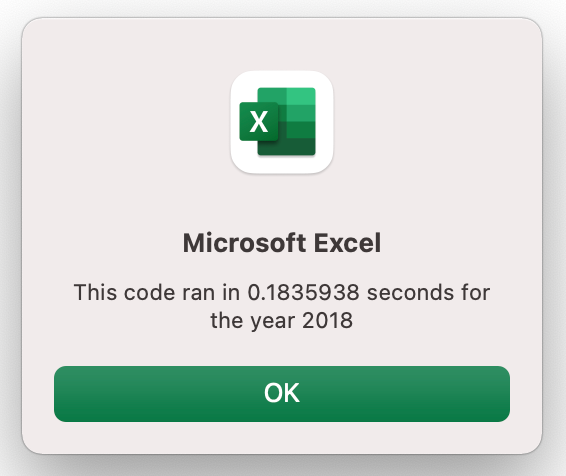 X
Microsoft Excel
This code ran in 0.1835938 seconds for
the year 2018
OK